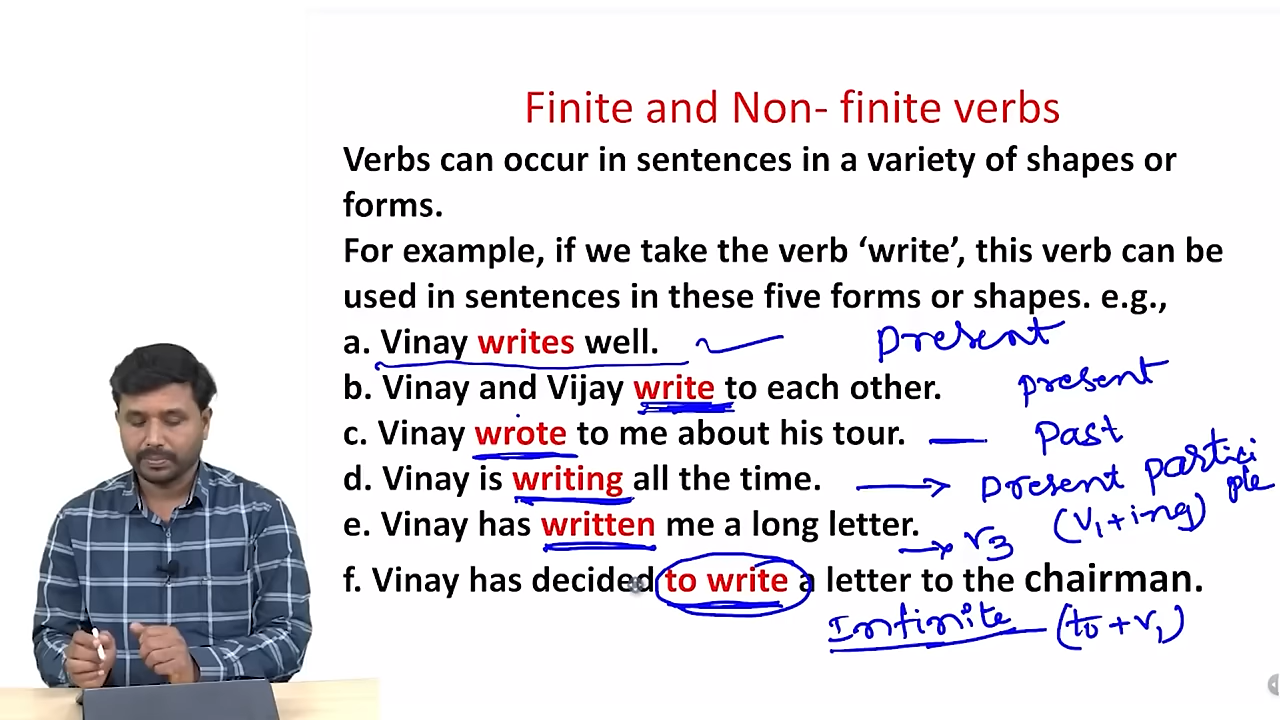 Finite and Non- finite verbs
Verbs can occur in sentences in a variety of shapes or
forms.
For example, if we take the verb ‘write’, this verb can be
used in sentences in these five forms or shapes. e.g.,
a. Vinay writes well. Present
b. Vinay and Vijay write to each other. present
c. Vinay wrote to me about his tour. Past
d. Vinay is writing all the time. Present participle
(V1+ing)
e. Vinay has written me a long letter. V3
f. Vinay has decided to write a letter to the chairman.
Infinite (to+V1)